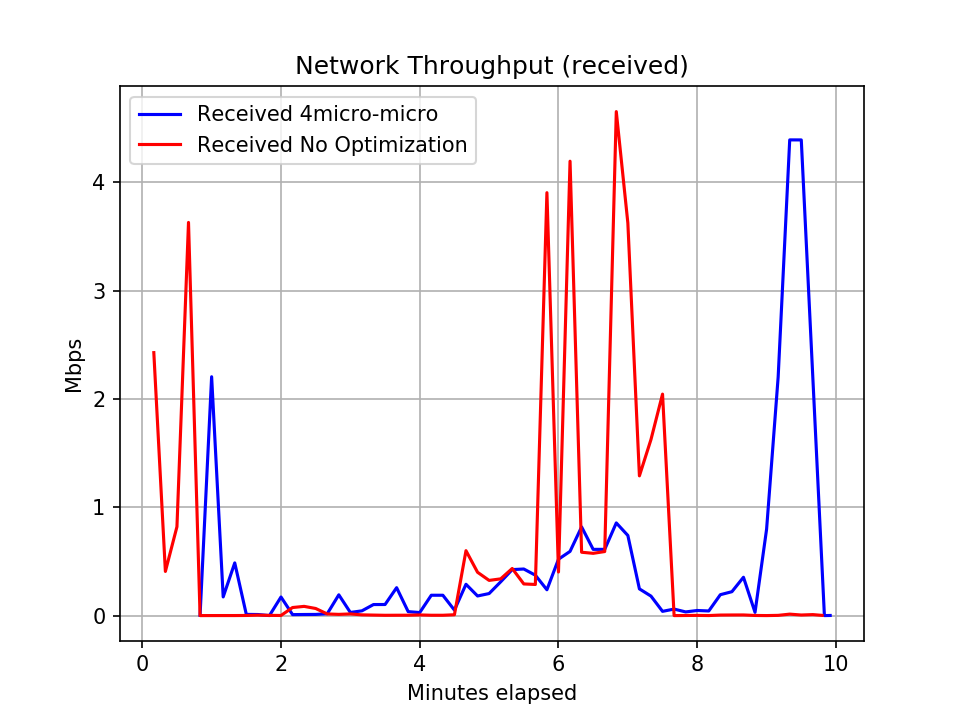 Network Throughput (received)
Received 4micro-micro
Received No Optimization
Mbps
4
3
2
1
0
0 2 4 6 8 10
Minutes elapsed